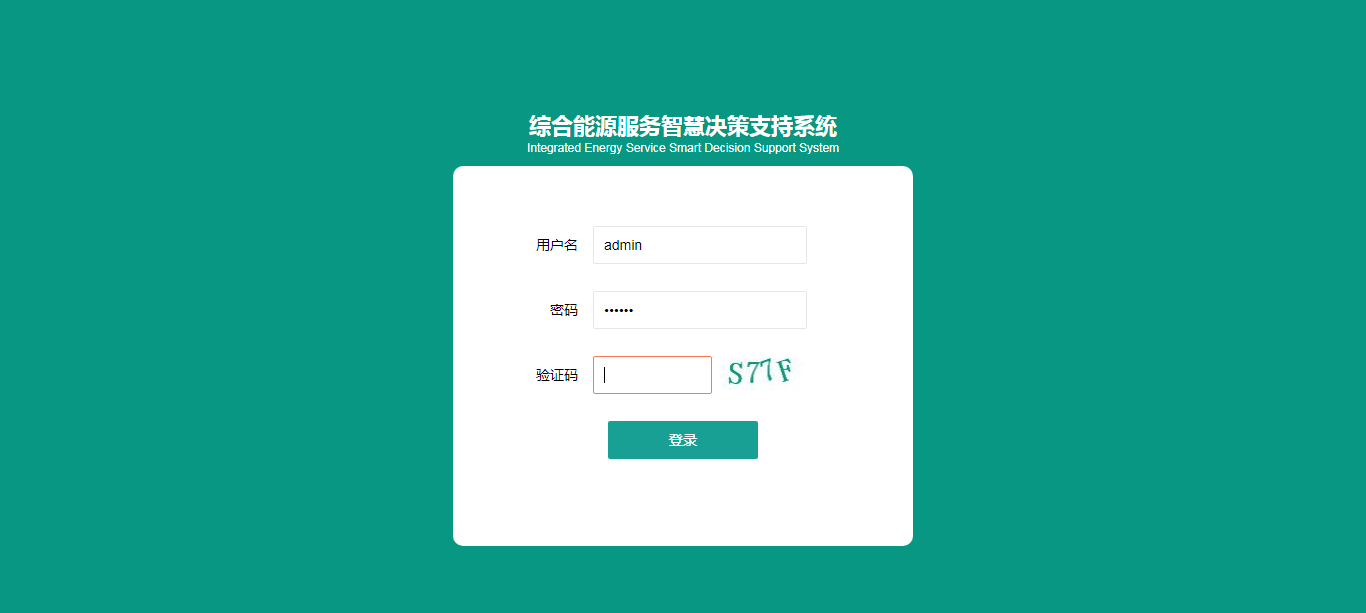 综合能源服务智慧决策支持系统
Integrated Energy Service Smart Decision Support System
用户名 admin
密码 ••••••
验证码 S77F
登录